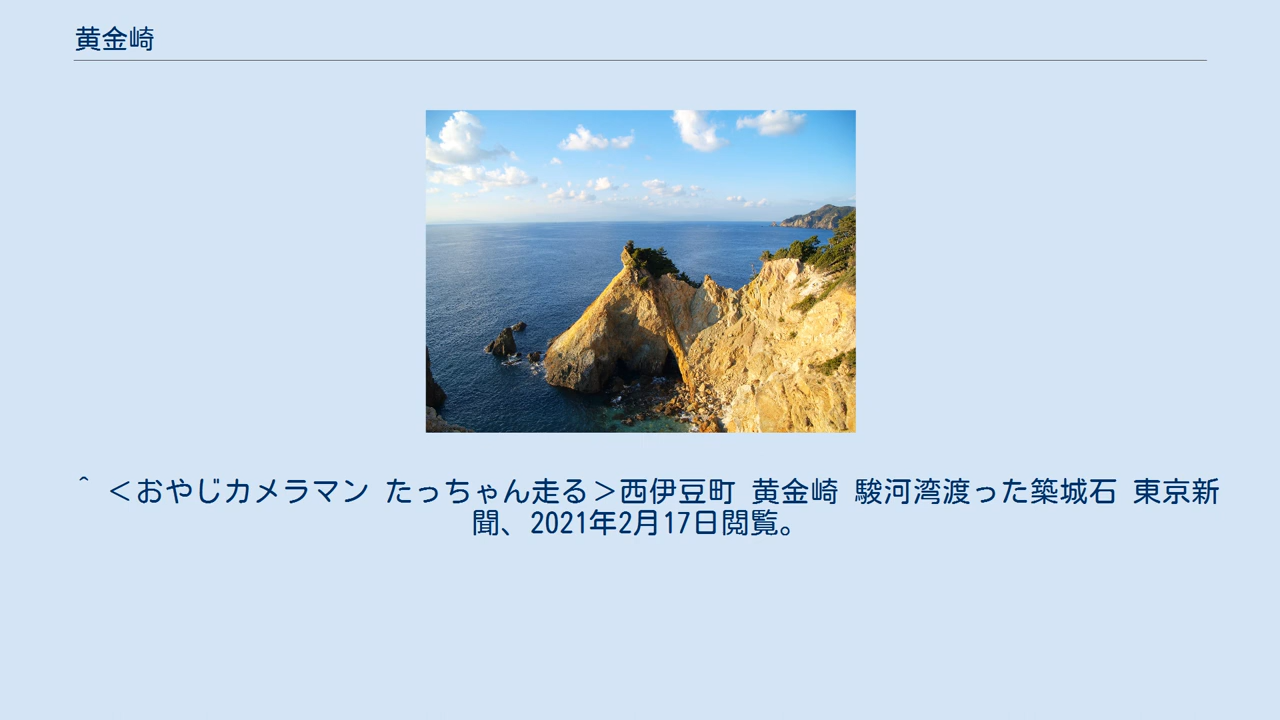 黄金崎
^ ＜おやじカメラマン たっちゃん走る＞西伊豆町 黄金崎 駿河湾渡った築城石 東京新
聞、2021年2月17日閲覧。